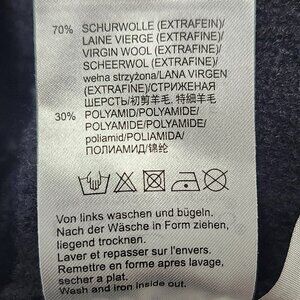 70% SCHURWOLLE (EXTRAFEIN)/
LAINE VIERGE (EXTRAFINE)/
VIRGIN WOOL (EXTRAFINE)/
SCHEERWOL (EXTRAFIJN)/
wełna strzyżona/LANA VIRGEN
(EXTRAFINE)/СТРИЖЕНАЯ
ШЕРСТЬ/初剪羊毛, 特细羊毛
30% POLYAMID/POLYAMIDE/
POLYAMIDE/POLYAMIDE/
poliamid/POLIAMIDA/
ПОЛИАМИД/锦纶
Von links waschen und bügeln.
Nach der Wäsche in Form ziehen,
liegend trocknen.
Laver et repasser sur l'envers.
Remettre en forme après lavage,
sécher a plat.
Wash and iron inside out.